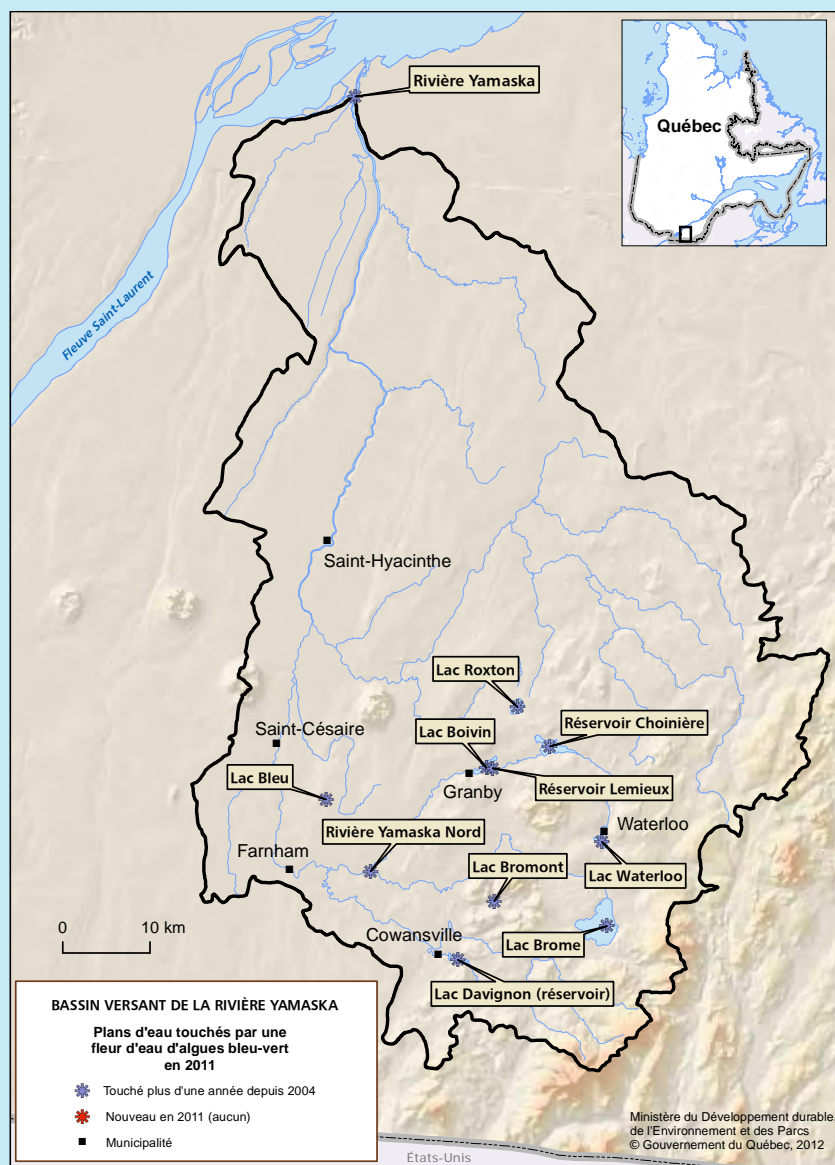 Rivière Yamaska
Québec
Fleuve Saint-Laurent
Saint-Hyacinthe
Lac Roxton
Saint-Césaire
Lac Boivin
Réservoir Choinière
Lac Bleu
Granby
Réservoir Lemieux
Waterloo
Rivière Yamaska Nord
Farnham
Lac Bromont
Lac Waterloo
0 10 km
Cowansville
Lac Brome
Lac Davignon (réservoir)
BASSIN VERSANT DE LA RIVIÈRE YAMASKA
Plans d'eau touchés par une
fleur d'eau d'algues bleu-vert
en 2011
Touché plus d'une année depuis 2004
Nouveau en 2011 (aucun)
Municipalité
Ministère du Développement durable,
de l'Environnement et des Parcs
© Gouvernement du Québec, 2012
États-Unis